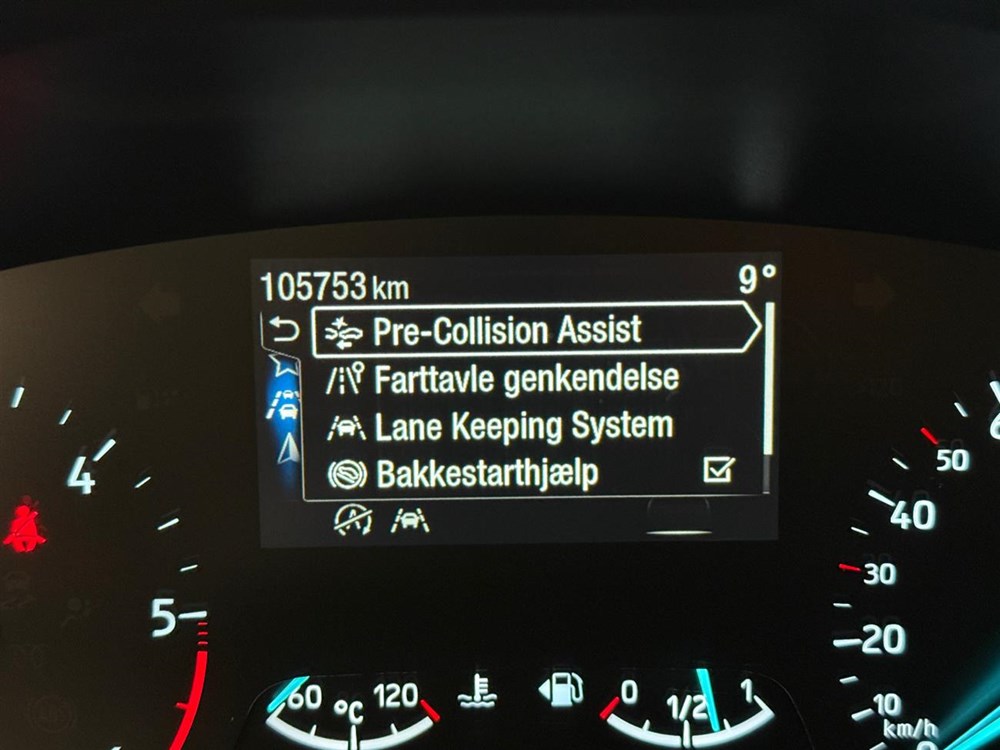 105753 km 9°
Pre-Collision Assist
Farttavle genkendelse
Lane Keeping System
Bakkestarthjælp
A
4
5
60 °C 120
0 1/2 1
50
40
30
20
10
km/h